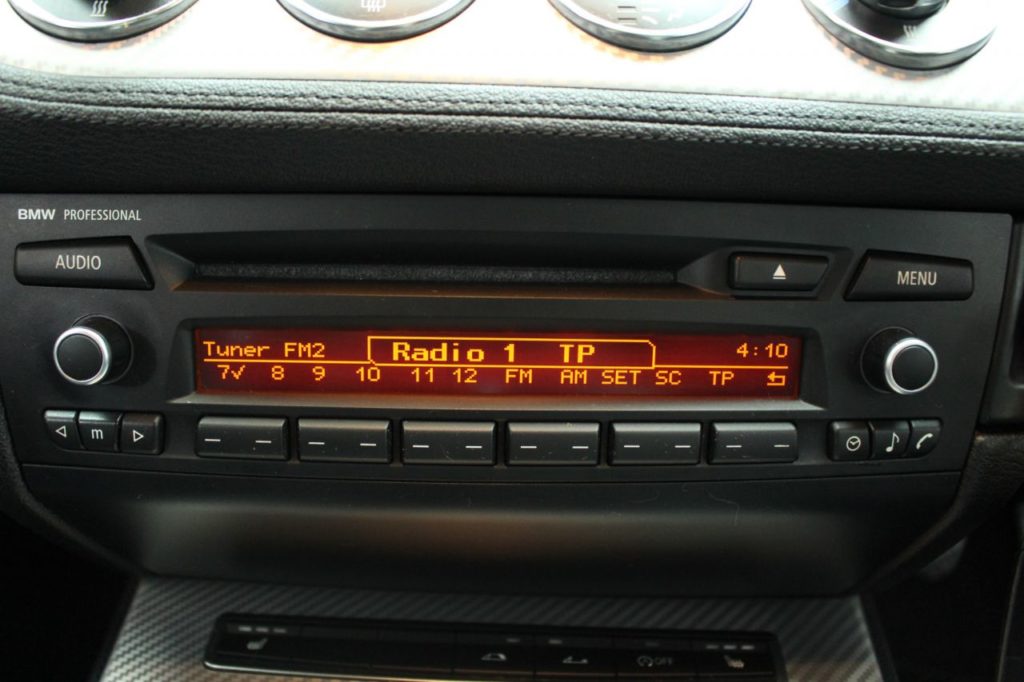 BMW PROFESSIONAL
AUDIO
MENU
Tuner FM2 Radio 1 TP 4:10
7✓ 8 9 10 11 12 FM AM SET SC TP
m
OFF